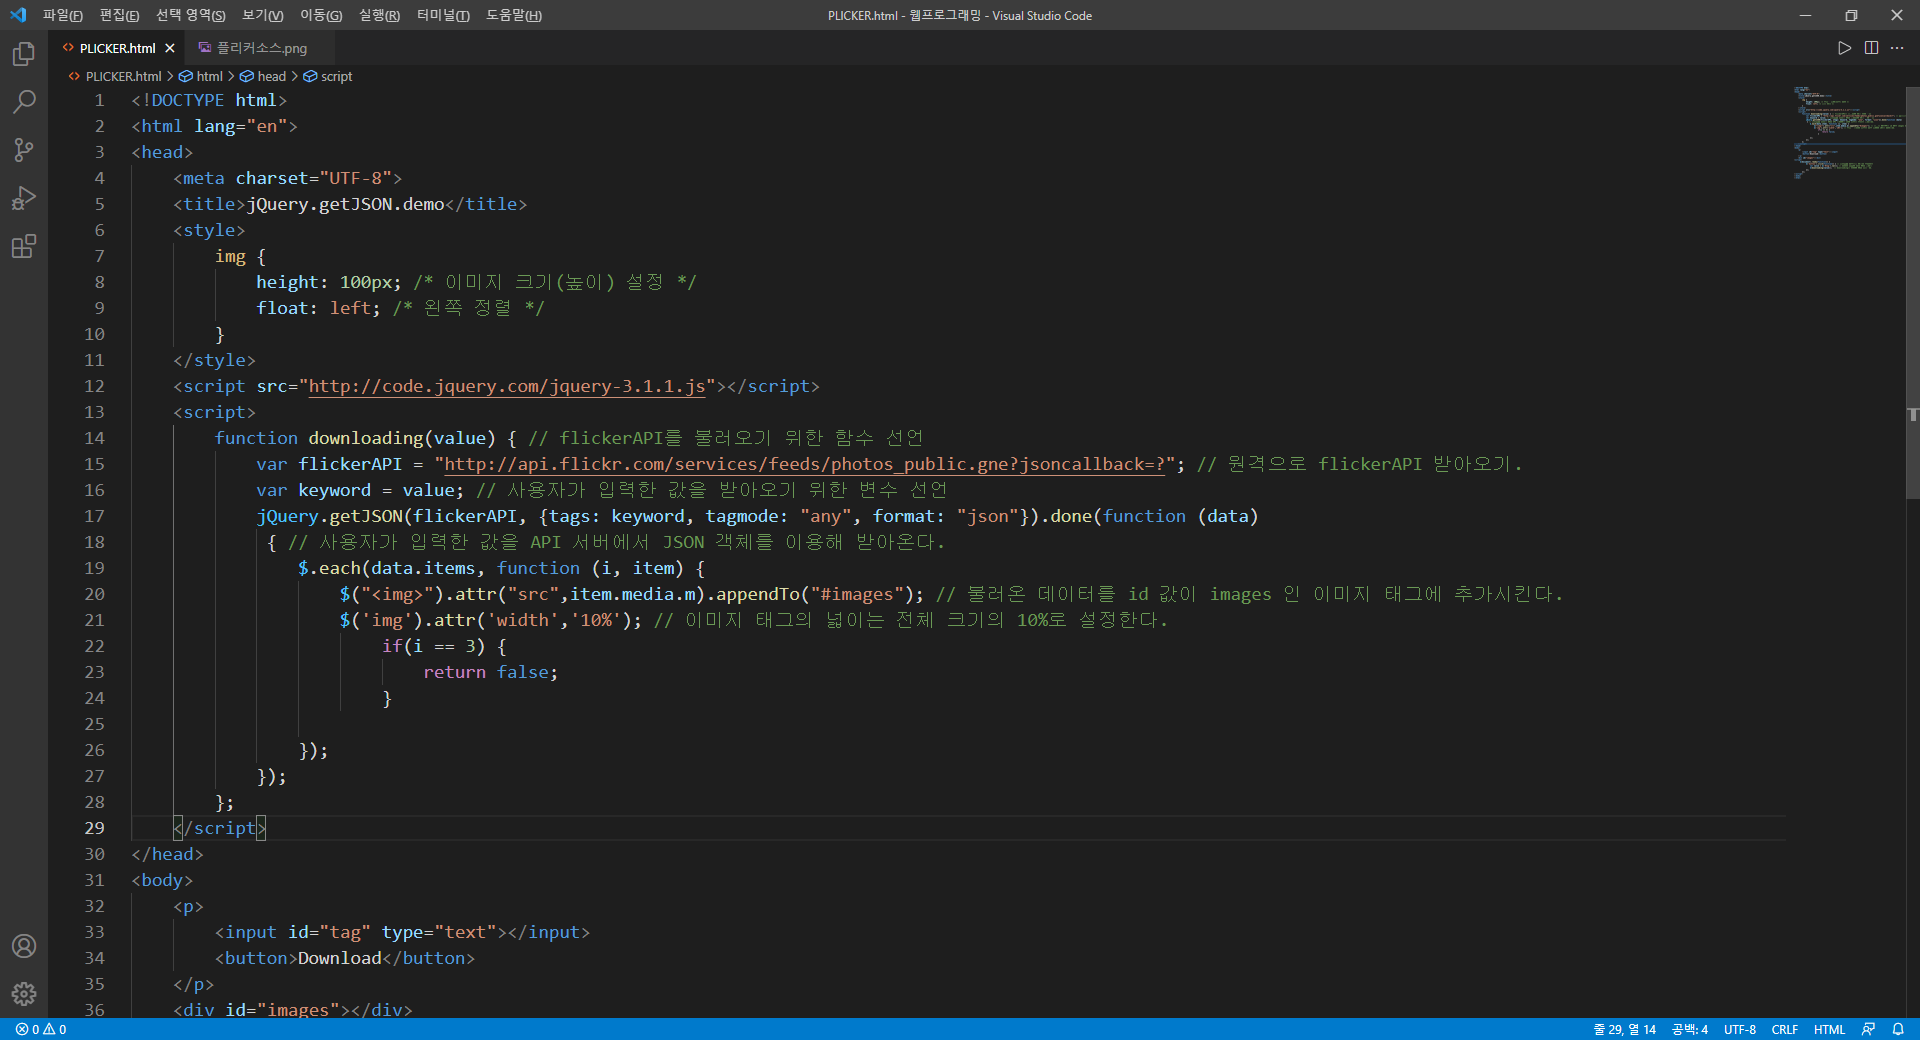 파일(F) 편집(E) 선택 영역(S) 보기(V) 이동(G) 실행(R) 터미널(T) 도움말(H) PLICKER.html - 웹프로그래밍 - Visual Studio Code
PLICKER.html 플리커소스.png
PLICKER.html > html > head > script
1 <!DOCTYPE html>
2 <html lang="en">
3 <head>
4 <meta charset="UTF-8">
5 <title>jQuery.getJSON.demo</title>
6 <style>
7 img {
8 height: 100px; /* 이미지 크기(높이) 설정 */
9 float: left; /* 왼쪽 정렬 */
10 }
11 </style>
12 <script src="http://code.jquery.com/jquery-3.1.1.js"></script>
13 <script>
14 function downloading(value) { // flickerAPI를 불러오기 위한 함수 선언
15 var flickerAPI = "http://api.flickr.com/services/feeds/photos_public.gne?jsoncallback=?"; // 원격으로 flickerAPI 받아오기.
16 var keyword = value; // 사용자가 입력한 값을 받아오기 위한 변수 선언
17 jQuery.getJSON(flickerAPI, {tags: keyword, tagmode: "any", format: "json"}).done(function (data)
18 { // 사용자가 입력한 값을 API 서버에서 JSON 객체를 이용해 받아온다.
19 $.each(data.items, function (i, item) {
20 $("<img>").attr("src",item.media.m).appendTo("#images"); // 불러온 데이터를 id 값이 images 인 이미지 태그에 추가시킨다.
21 $('img').attr('width','10%'); // 이미지 태그의 넓이는 전체 크기의 10%로 설정한다.
22 if(i == 3) {
23 return false;
24 }
25
26 });
27 });
28 };
29 </script>
30 </head>
31 <body>
32 <p>
33 <input id="tag" type="text"></input>
34 <button>Download</button>
35 </p>
36 <div id="images"></div>
0 0 줄 29, 열 14 공백: 4 UTF-8 CRLF HTML